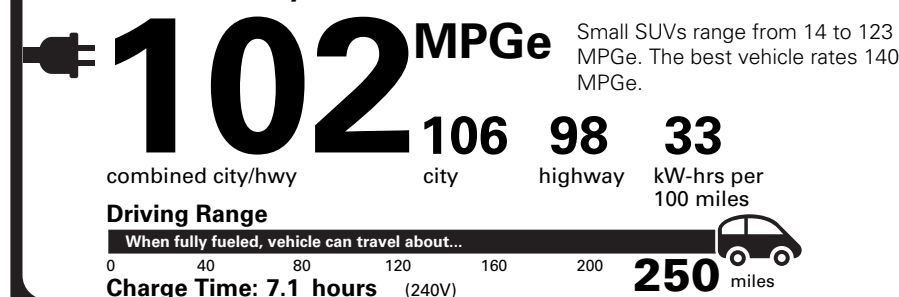 102 MPGe
Small SUVs range from 14 to 123
MPGe. The best vehicle rates 140
MPGe.
106 98 33
combined city/hwy city highway kW-hrs per
100 miles
Driving Range
When fully fueled, vehicle can travel about...
0 40 80 120 160 200 250 miles
Charge Time: 7.1 hours (240V)